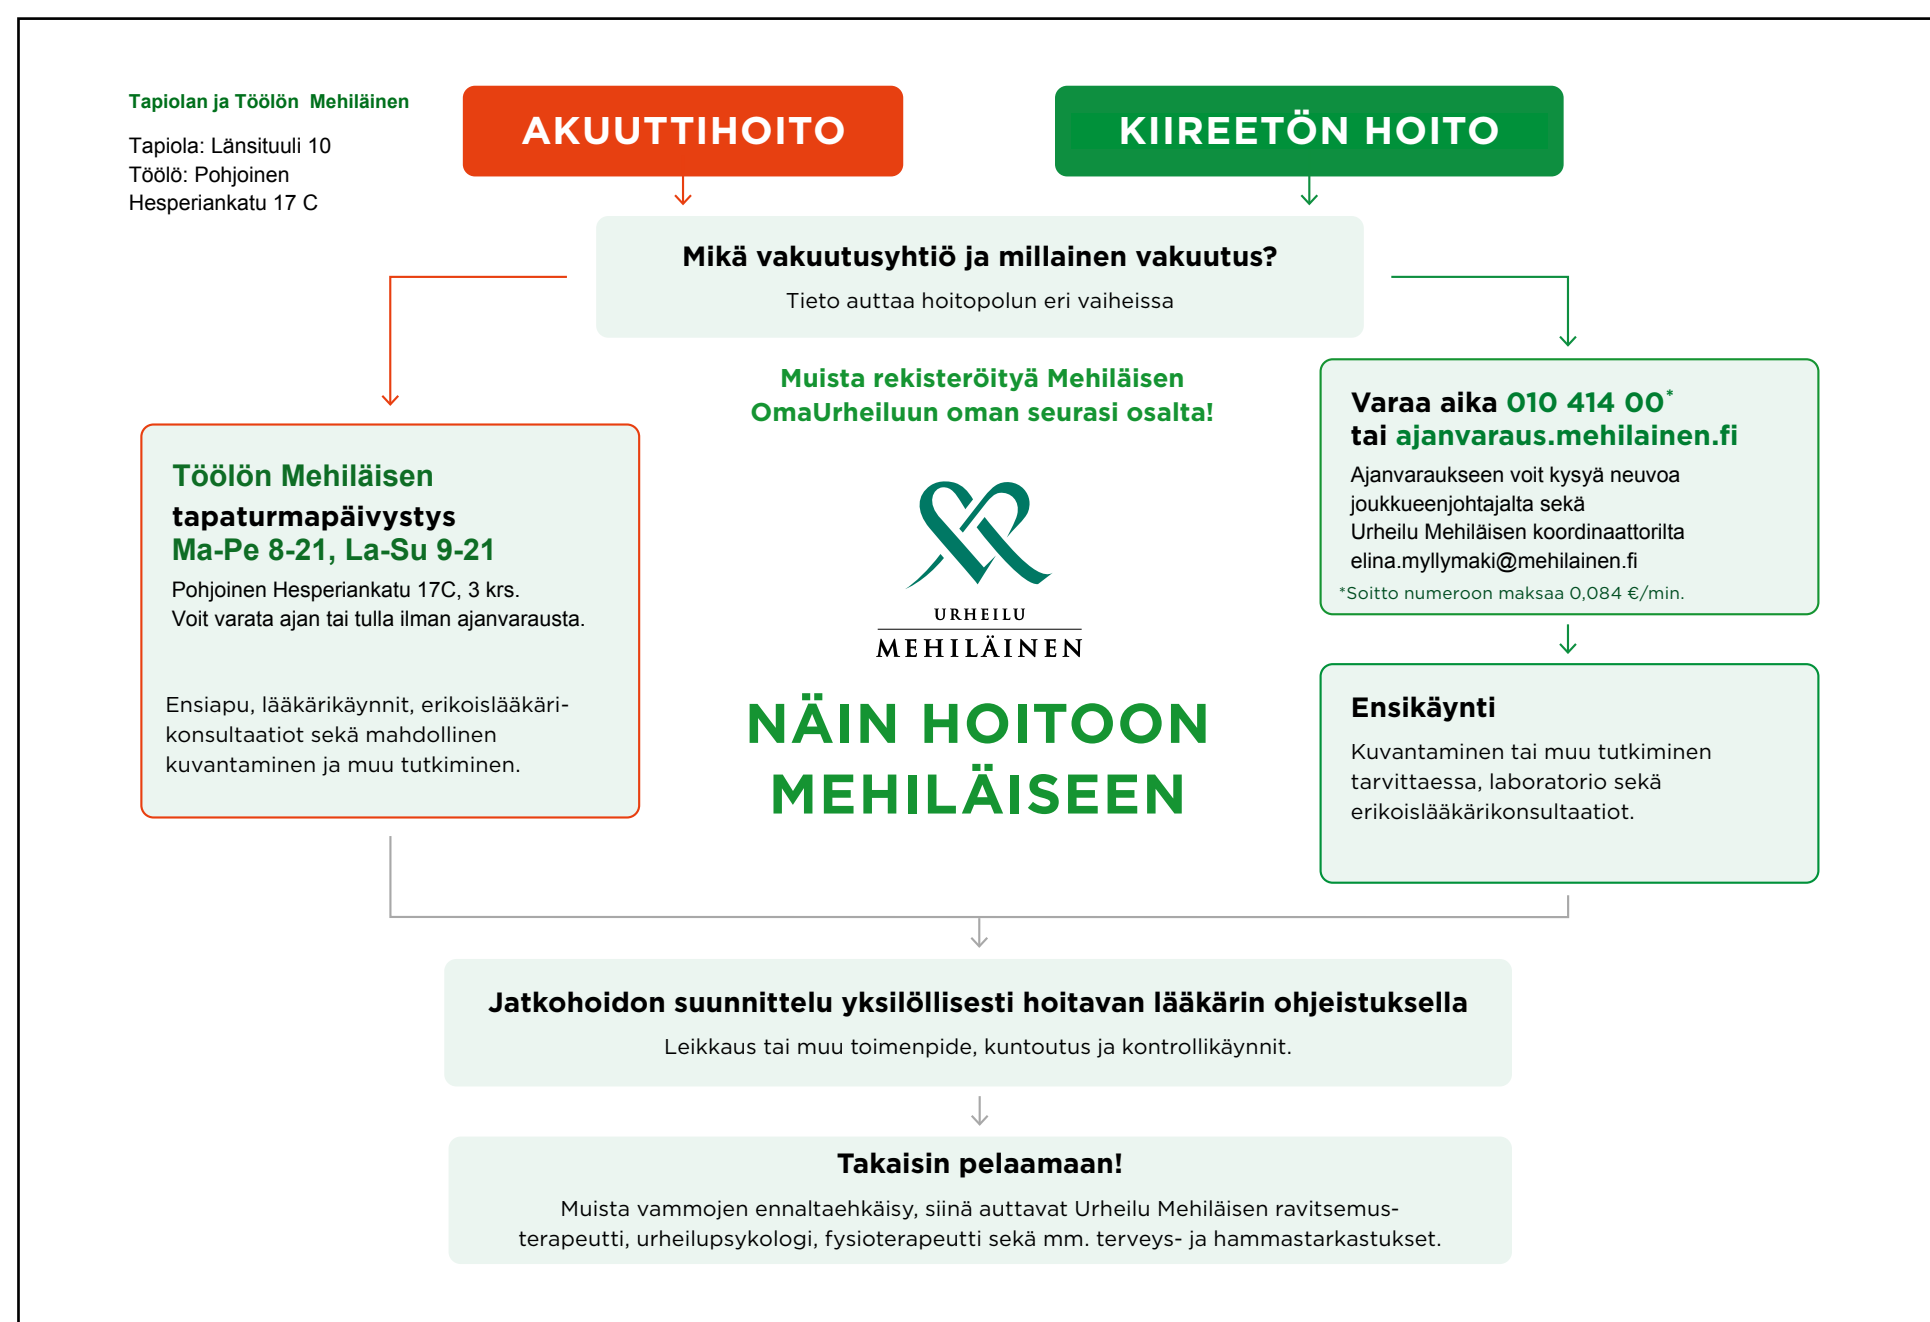 Tapiolan ja Töölön Mehiläinen
Tapiola: Länsituuli 10
Töölö: Pohjoinen
Hesperiankatu 17 C
AKUUTTIHOITO
KIIREETÖN HOITO
Mikä vakuutusyhtiö ja millainen vakuutus?
Tieto auttaa hoitopolun eri vaiheissa
Muista rekisteröityä Mehiläisen
OmaUrheiluun oman seurasi osalta!
Töölön Mehiläisen
tapaturmapäivystys
Ma-Pe 8-21, La-Su 9-21
Pohjoinen Hesperiankatu 17C, 3 krs.
Voit varata ajan tai tulla ilman ajanvarausta.
Ensiapu, lääkärikäynnit, erikoislääkäri-
konsultaatiot sekä mahdollinen
kuvantaminen ja muu tutkiminen.
URHEILU
MEHILÄINEN
NÄIN HOITOON
MEHILÄISEEN
Varaa aika 010 414 00*
tai ajanvaraus.mehilainen.fi
Ajanvaraukseen voit kysyä neuvoa
joukkueenjohtajalta sekä
Urheilu Mehiläisen koordinaattorilta
elina.myllymaki@mehilainen.fi
*Soitto numeroon maksaa 0,084 €/min.
Ensikäynti
Kuvantaminen tai muu tutkiminen
tarvittaessa, laboratorio sekä
erikoislääkärikonsultaatiot.
Jatkohoidon suunnittelu yksilöllisesti hoitavan lääkärin ohjeistuksella
Leikkaus tai muu toimenpide, kuntoutus ja kontrollikäynnit.
Takaisin pelaamaan!
Muista vammojen ennaltaehkäisy, siinä auttavat Urheilu Mehiläisen ravitsemus-
terapeutti, urheilupsykologi, fysioterapeutti sekä mm. terveys- ja hammastarkastukset.